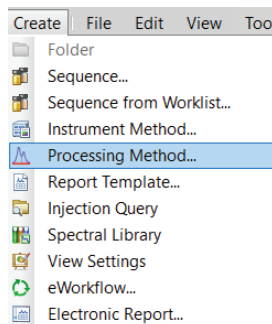 Create File Edit View Too
Folder
Sequence...
Sequence from Worklist...
Instrument Method...
Processing Method...
Report Template...
Injection Query
Spectral Library
View Settings
eWorkflow...
Electronic Report...